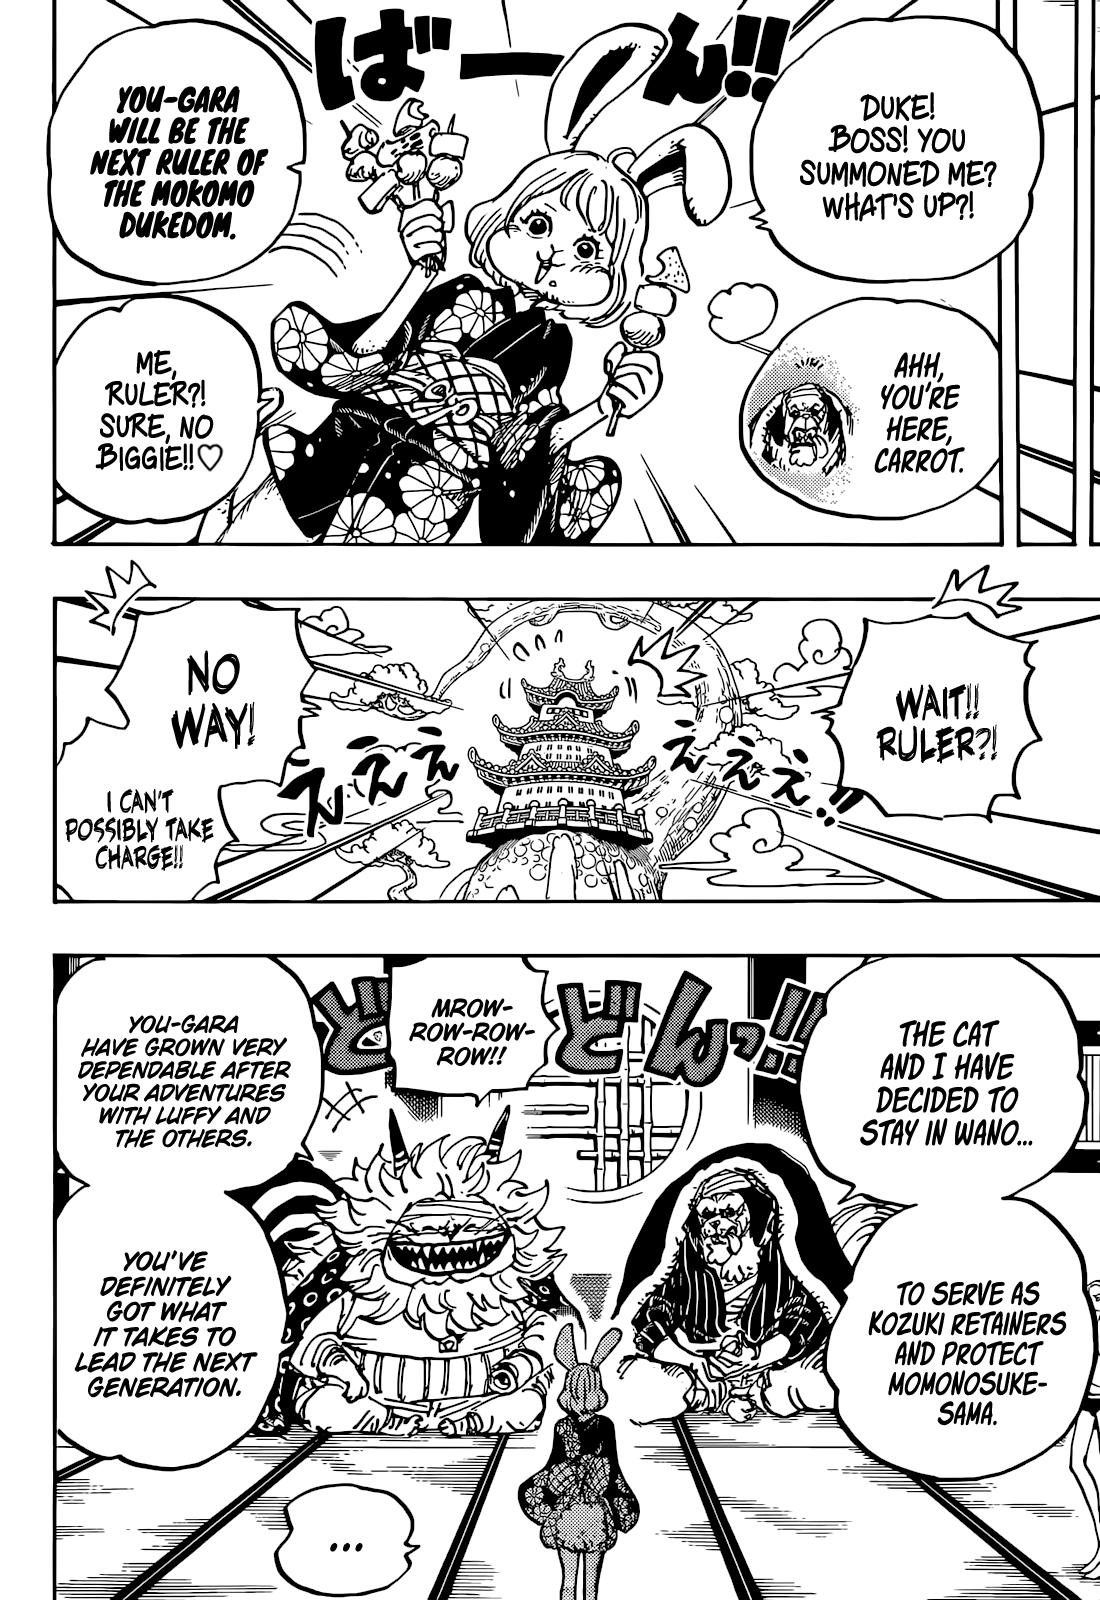 ばーん!!
DUKE!
BOSS! YOU
SUMMONED ME?
WHAT'S UP?!
AHH,
YOU'RE
HERE,
CARROT.
YOU-GARA
WILL BE THE
NEXT RULER OF
THE MOKOMO
DUKEDOM.
ME,
RULER?!
SURE, NO
BIGGIE!!♡
WAIT!!
RULER?!
えええ!!
えええ
NO
WAY!
I CAN'T
POSSIBLY TAKE
CHARGE!!
THE CAT
AND I HAVE
DECIDED TO
STAY IN WANO...
TO SERVE AS
KOZUKI RETAINERS
AND PROTECT
MOMONOSUKE-
SAMA.
どどんっ!!
MROW-
ROW-ROW-
ROW!!
YOU-GARA
HAVE GROWN VERY
DEPENDABLE AFTER
YOUR ADVENTURES
WITH LUFFY AND
THE OTHERS.
YOU'VE
DEFINITELY
GOT WHAT
IT TAKES TO
LEAD THE NEXT
GENERATION.
...